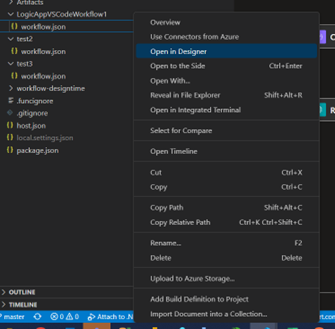 Artifacts
LogicAppVSCodeWorkflow1
workflow.json
test2
workflow.json
test3
workflow.json
workflow-designtime
.funcignore
.gitignore
host.json
local.settings.json
package.json
OUTLINE
TIMELINE
master
0
0
Attach to .N
Overview
Use Connectors from Azure
Open in Designer
Open to the Side Ctrl+Enter
Open With...
Reveal in File Explorer Shift+Alt+R
Open in Integrated Terminal
Select for Compare
Open Timeline
Cut Ctrl+X
Copy Ctrl+C
Copy Path Shift+Alt+C
Copy Relative Path Ctrl+K Ctrl+Shift+C
Rename... F2
Delete Delete
Upload to Azure Storage...
Add Build Definition to Project
Import Document into a Collection...
C
R